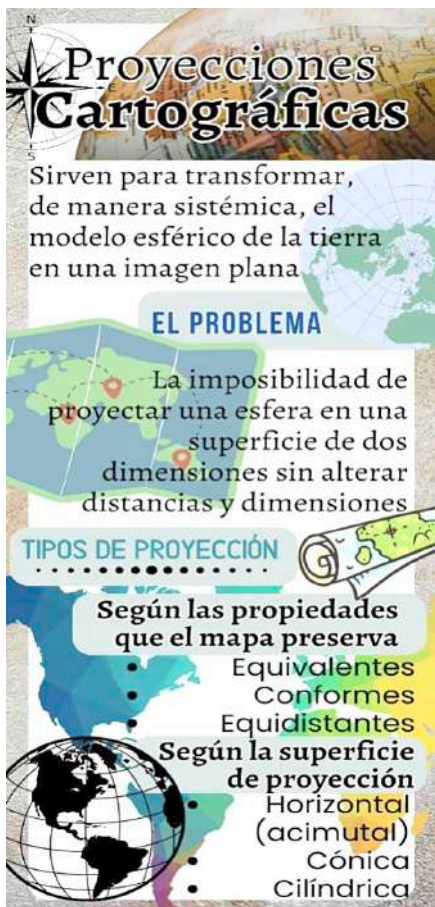 N
E
S
Proyecciones
Cartográficas
Sirven para transformar,
de manera sistémica, el
modelo esférico de la tierra
en una imagen plana
EL PROBLEMA
La imposibilidad de
proyectar una esfera en una
superficie de dos
dimensiones sin alterar
distancias y dimensiones
TIPOS DE PROYECCIÓN
Según las propiedades
que el mapa preserva
• Equivalentes
• Conformes
• Equidistantes
Según la superficie
de proyección
• Horizontal
(acimutal)
• Cónica
• Cilíndrica